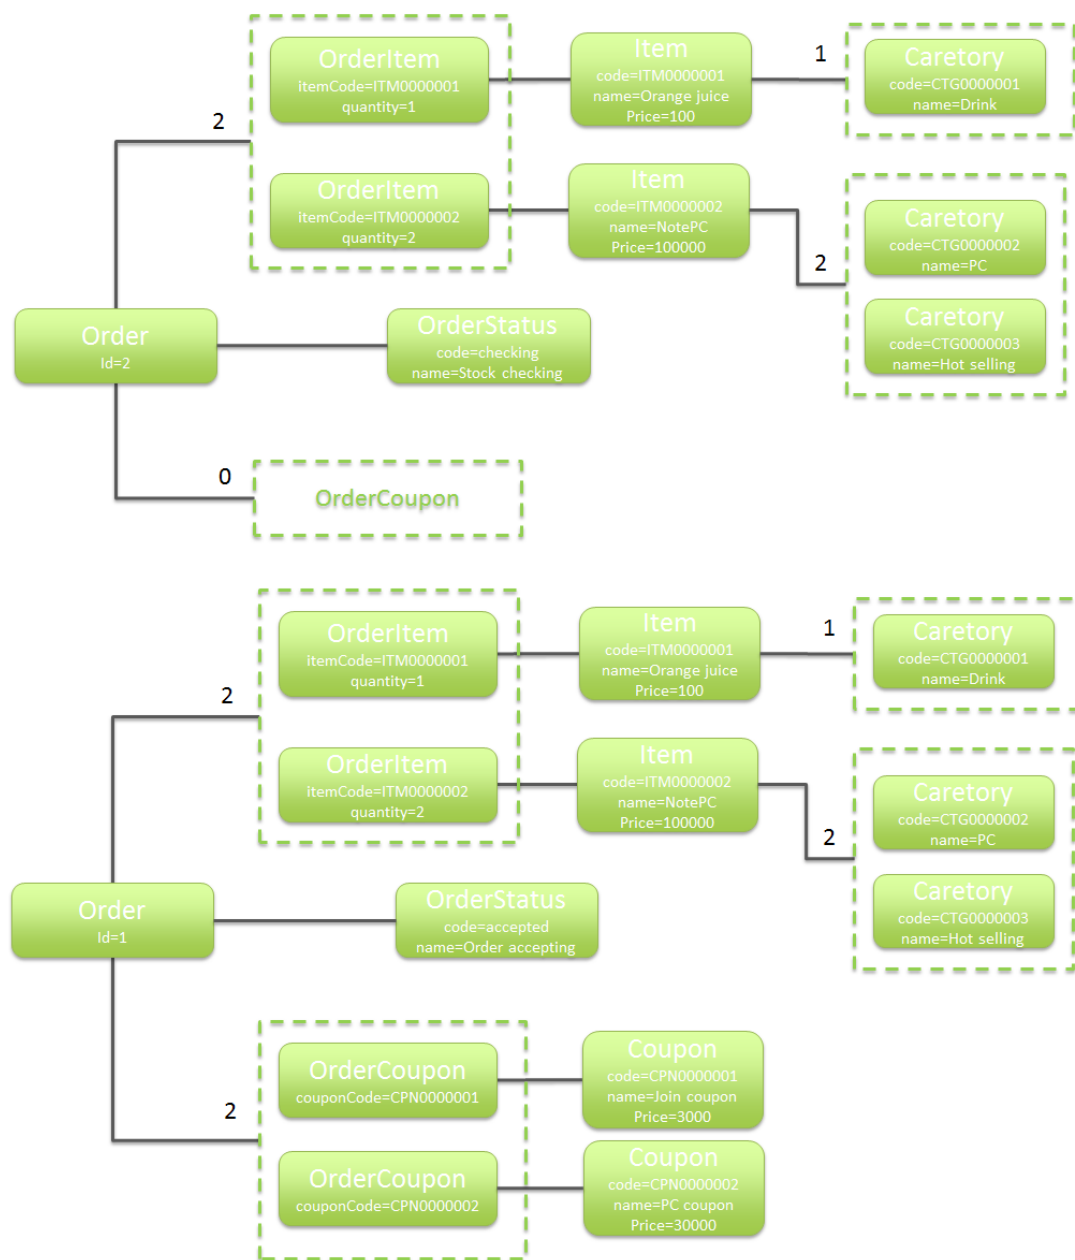 OrderItem
itemCode=ITM0000001
quantity=1
Item
code=ITM0000001
name=Orange juice
Price=100
1
Caretory
code=CTG0000001
name=Drink
2
OrderItem
itemCode=ITM0000002
quantity=2
Item
code=ITM0000002
name=NotePC
Price=100000
2
Caretory
code=CTG0000002
name=PC
Caretory
code=CTG0000003
name=Hot selling
Order
Id=2
OrderStatus
code=checking
name=Stock checking
0
OrderCoupon
OrderItem
itemCode=ITM0000001
quantity=1
Item
code=ITM0000001
name=Orange juice
Price=100
1
Caretory
code=CTG0000001
name=Drink
2
OrderItem
itemCode=ITM0000002
quantity=2
Item
code=ITM0000002
name=NotePC
Price=100000
2
Caretory
code=CTG0000002
name=PC
Caretory
code=CTG0000003
name=Hot selling
Order
Id=1
OrderStatus
code=accepted
name=Order accepting
2
OrderCoupon
couponCode=CPN0000001
Coupon
code=CPN0000001
name=Join coupon
Price=3000
OrderCoupon
couponCode=CPN0000002
Coupon
code=CPN0000002
name=PC coupon
Price=30000